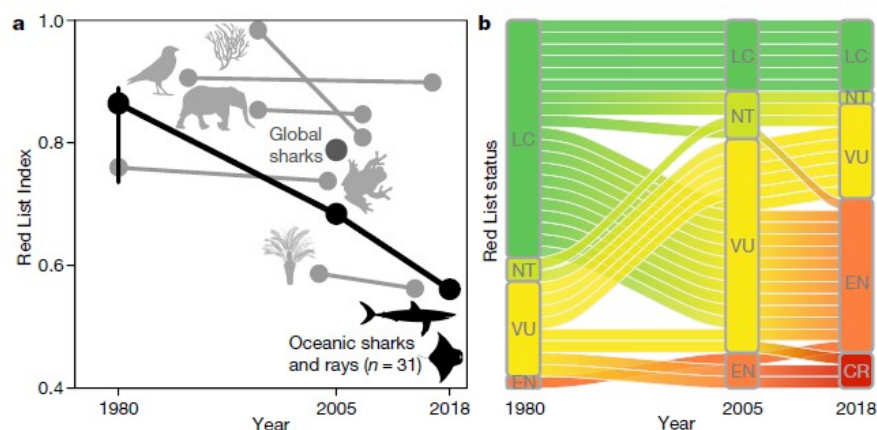 a
1.0
0.8
0.6
0.4
Red List Index
Global
sharks
Oceanic sharks
and rays (n = 31)
1980
2005
2018
Year
b
Red List status
LC
NT
VU
EN
LC
NT
VU
EN
LC
NT
VU
EN
CR
1980
2005
2018
Year